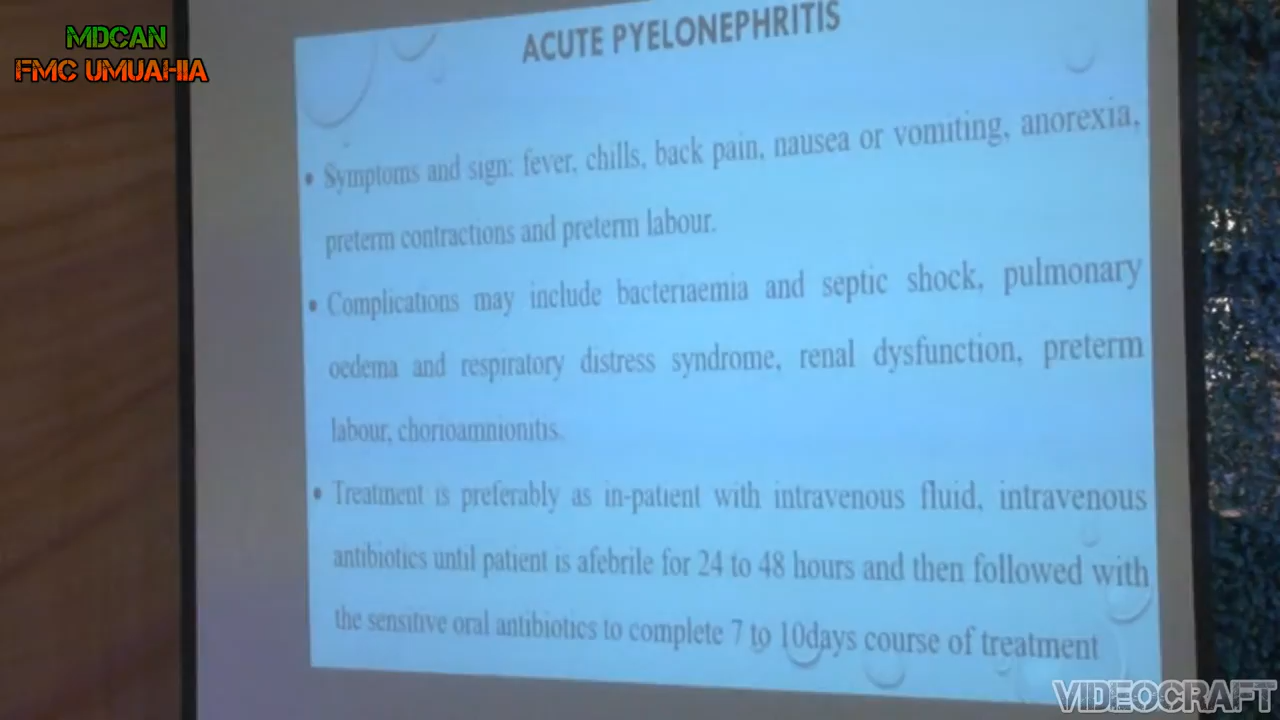 MDCAN
FMC UMUAHIA
ACUTE PYELONEPHRITIS
• Symptoms and sign: fever, chills, back pain, nausea or vomiting, anorexia,
preterm contractions and preterm labour.
• Complications may include bacteriaemia and septic shock, pulmonary
oedema and respiratory distress syndrome, renal dysfunction, preterm
labour, chorioamnionitis.
• Treatment is preferably as in-patient with intravenous fluid, intravenous
antibiotics until patient is afebrile for 24 to 48 hours and then followed with
the sensitive oral antibiotics to complete 7 to 10days course of treatment
VIDEOCRAFT